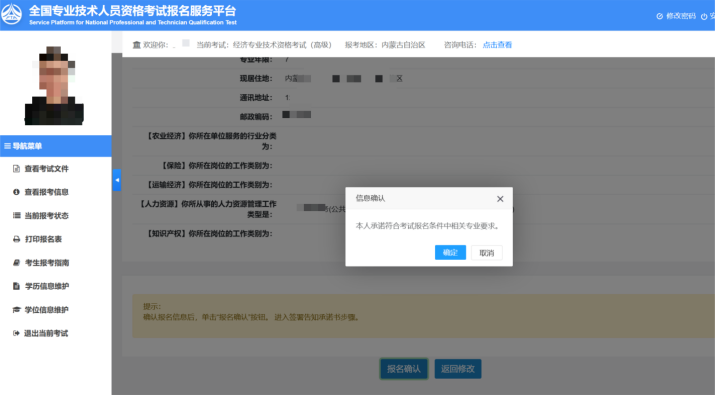 全国专业技术人员资格考试报名服务平台
Service Platform for National Professional and Technician Qualification Test
修改密码
欢迎你：
当前考试：经济专业技术资格考试（高级） 报考地区：内蒙古自治区 咨询电话：点击查看
专业年限： /
现居住地： 内 区
通讯地址： 1
邮政编码：
【农业经济】你所在单位服务的行业分类为：
【保险】你所在岗位的工作类别为：
【运输经济】你所在岗位的工作类别为：
【人力资源】你所从事的人力资源管理工作类型是：
(公共
【知识产权】你所在岗位的工作类别为：
导航菜单
查看考试文件
查看报考信息
当前报考状态
打印报名表
考生报考指南
学历信息维护
学位信息维护
退出当前考试
信息确认
本人承诺符合考试报名条件中相关专业要求。
确定
取消
提示：
确认报名信息后，单击"报名确认"按钮。进入签署告知承诺书步骤。
报名确认
返回修改